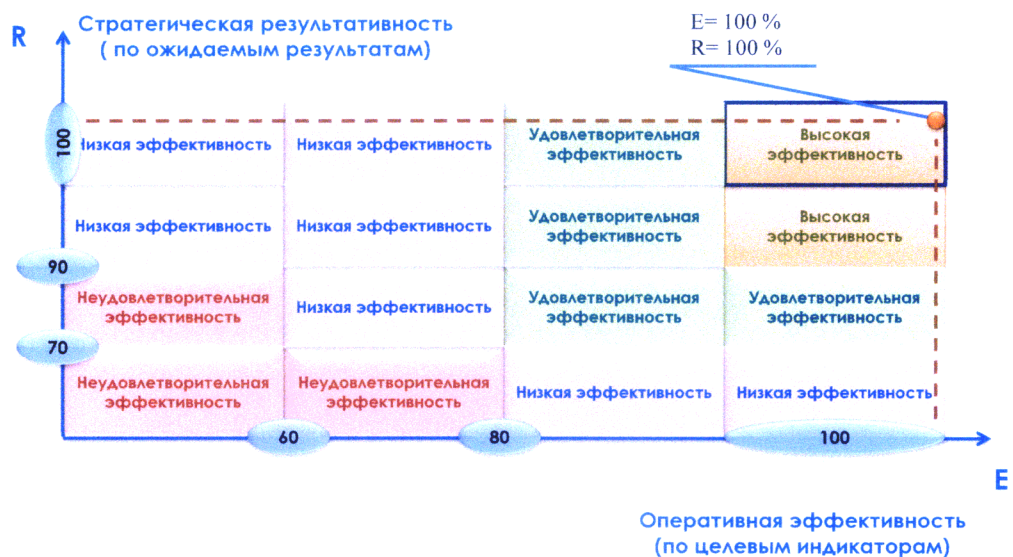 R
Стратегическая результативность
( по ожидаемым результатам)
E= 100 %
R= 100 %
100
Низкая эффективность
Низкая эффективность
Удовлетворительная
эффективность
Высокая
эффективность
Низкая эффективность
Низкая эффективность
Удовлетворительная
эффективность
Высокая
эффективность
90
Неудовлетворительная
эффективность
Низкая эффективность
Удовлетворительная
эффективность
Удовлетворительная
эффективность
70
Неудовлетворительная
эффективность
Неудовлетворительная
эффективность
Низкая эффективность
Низкая эффективность
60
80
100
E
Оперативная эффективность
(по целевым индикаторам)